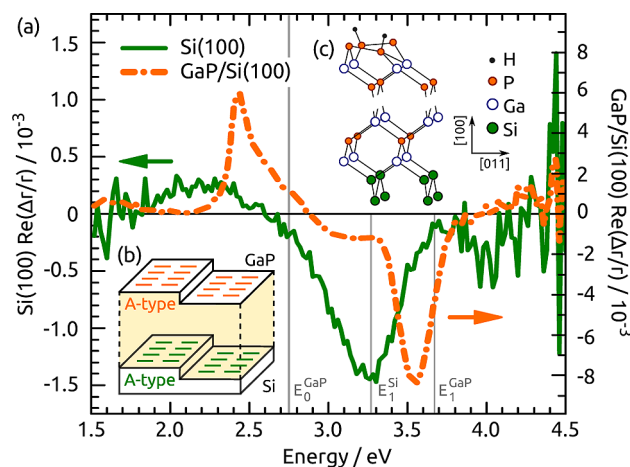 (a)
Si(100)
GaP/Si(100)
(c)
H
P
Ga
Si
[100]
[011]
Si(100) Re(Δr/r) / 10⁻³
1.5
1.0
0.5
0
-0.5
-1.0
-1.5
GaP/Si(100) Re(Δr/r) / 10⁻³
8
6
4
2
0
-2
-4
-6
-8
(b)
GaP
A-type
A-type
Si
E₀^GaP
E₁^Si
E₁^GaP
1.5 2.0 2.5 3.0 3.5 4.0 4.5
Energy / eV